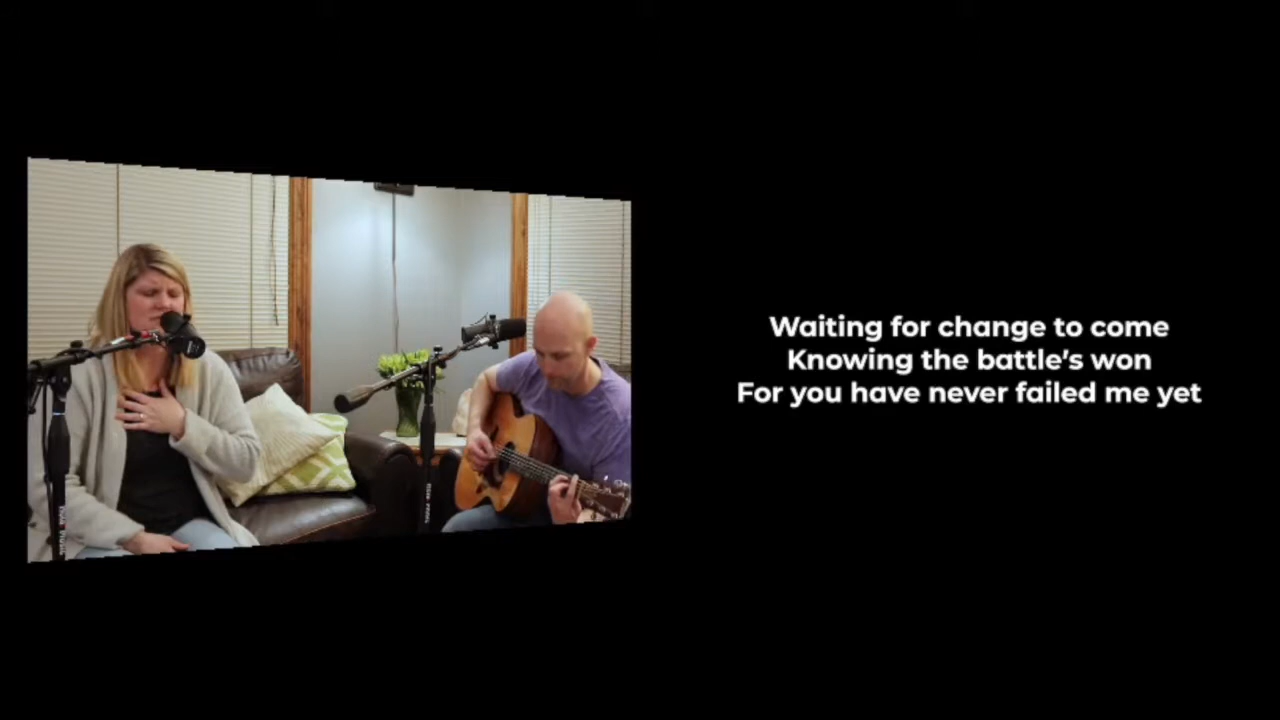 Waiting for change to come
Knowing the battle's won
For you have never failed me yet